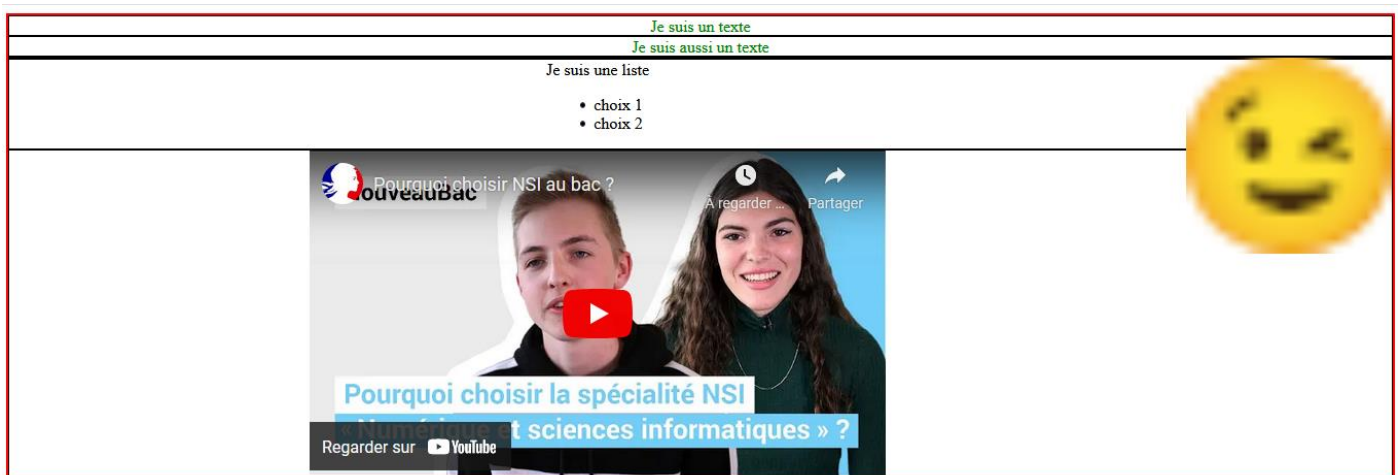 Je suis un texte
Je suis aussi un texte
Je suis une liste
• choix 1
• choix 2
ouveauBac
Pourquoi choisir NSI au bac ?
À regarder ...
Partager
Pourquoi choisir la spécialité NSI
« Numérique et sciences informatiques » ?
Regarder sur YouTube